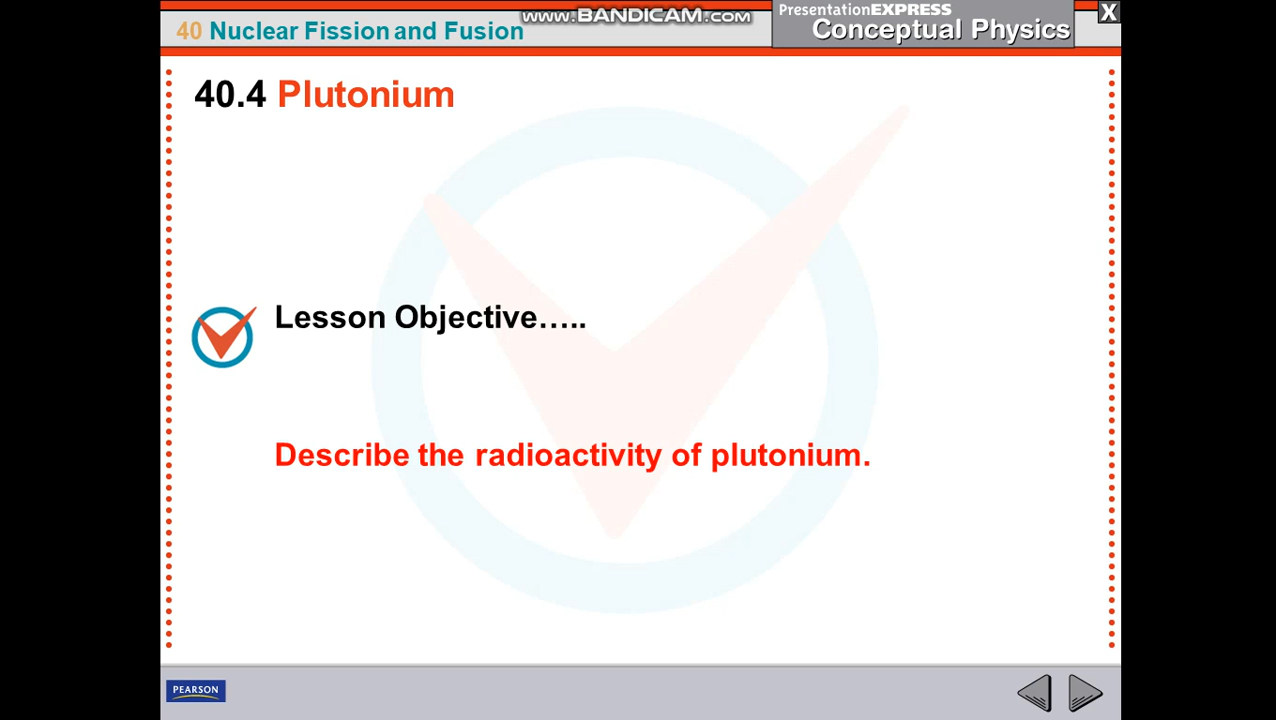 www.BANDICAM.com
PresentationEXPRESS
X
40 Nuclear Fission and Fusion
Conceptual Physics
40.4 Plutonium
Lesson Objective…..
Describe the radioactivity of plutonium.
PEARSON